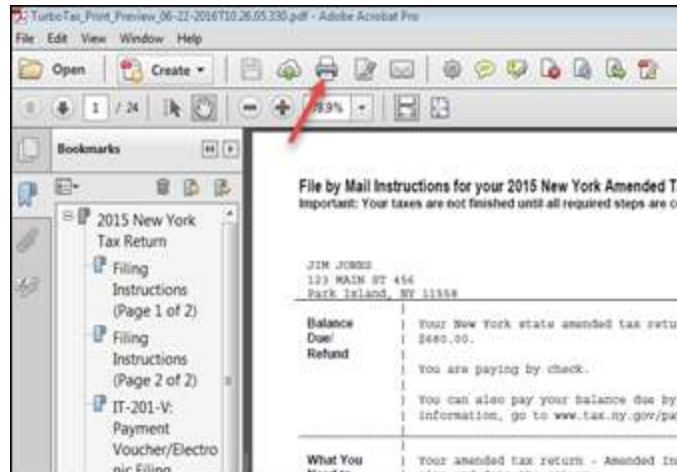 TurboTax_Print_Preview_06-22-2016T10.26.05.330.pdf - Adobe Acrobat Pro
File Edit View Window Help
Open Create
1 / 24 78.9%
Bookmarks
2015 New York
Tax Return
Filing
Instructions
(Page 1 of 2)
Filing
Instructions
(Page 2 of 2)
IT-201-V:
Payment
Voucher/Electro
nic Filing
File by Mail Instructions for your 2015 New York Amended T
Important: Your taxes are not finished until all required steps are c
JIM JONES
123 MAIN ST 456
Park Island, NY 11558
Balance | Your New York state amended tax retu
Due/ | $680.00.
Refund |
| You are paying by check.
| You can also pay your balance due by
| information, go to www.tax.ny.gov/pa
What You | Your amended tax return - Amended In